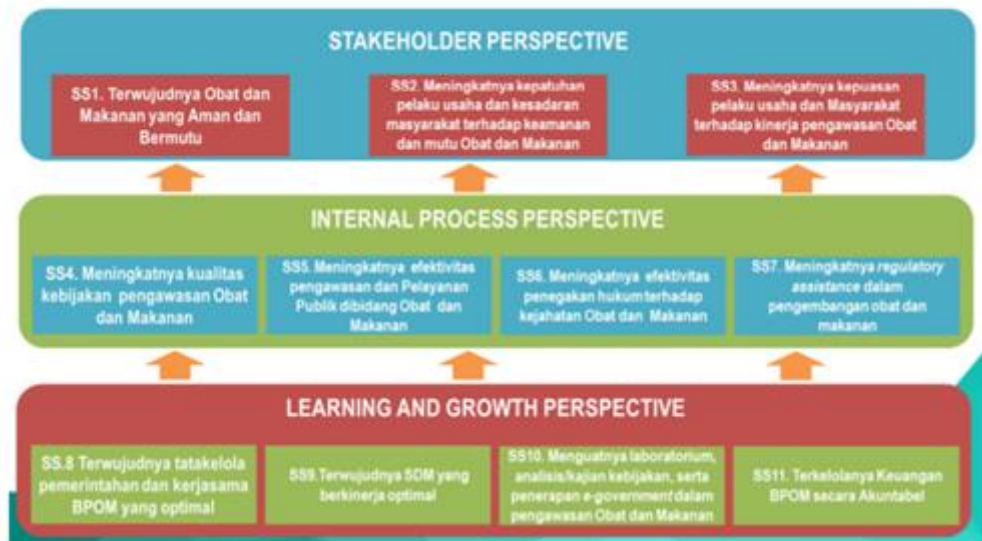 STAKEHOLDER PERSPECTIVE
SS1. Terwujudnya Obat dan
Makanan yang Aman dan
Bermutu
SS2. Meningkatnya kepatuhan
pelaku usaha dan kesadaran
masyarakat terhadap keamanan
dan mutu Obat dan Makanan
SS3. Meningkatnya kepuasan
pelaku usaha dan Masyarakat
terhadap kinerja pengawasan Obat
dan Makanan
INTERNAL PROCESS PERSPECTIVE
SS4. Meningkatnya kualitas
kebijakan pengawasan Obat
dan Makanan
SS5. Meningkatnya efektivitas
pengawasan dan Pelayanan
Publik dibidang Obat dan
Makanan
SS6. Meningkatnya efektivitas
penegakan hukum terhadap
kejahatan Obat dan Makanan
SS7. Meningkatnya regulatory
assistance dalam
pengembangan obat dan
makanan
LEARNING AND GROWTH PERSPECTIVE
SS.8 Terwujudnya tatakelola
pemerintahan dan kerjasama
BPOM yang optimal
SS9.Terwujudnya SDM yang
berkinerja optimal
SS10. Menguatnya laboratorium,
analisis/kajian kebijakan, serta
penerapan e-government dalam
pengawasan Obat dan Makanan
SS11. Terkelolanya Keuangan
BPOM secara Akuntabel